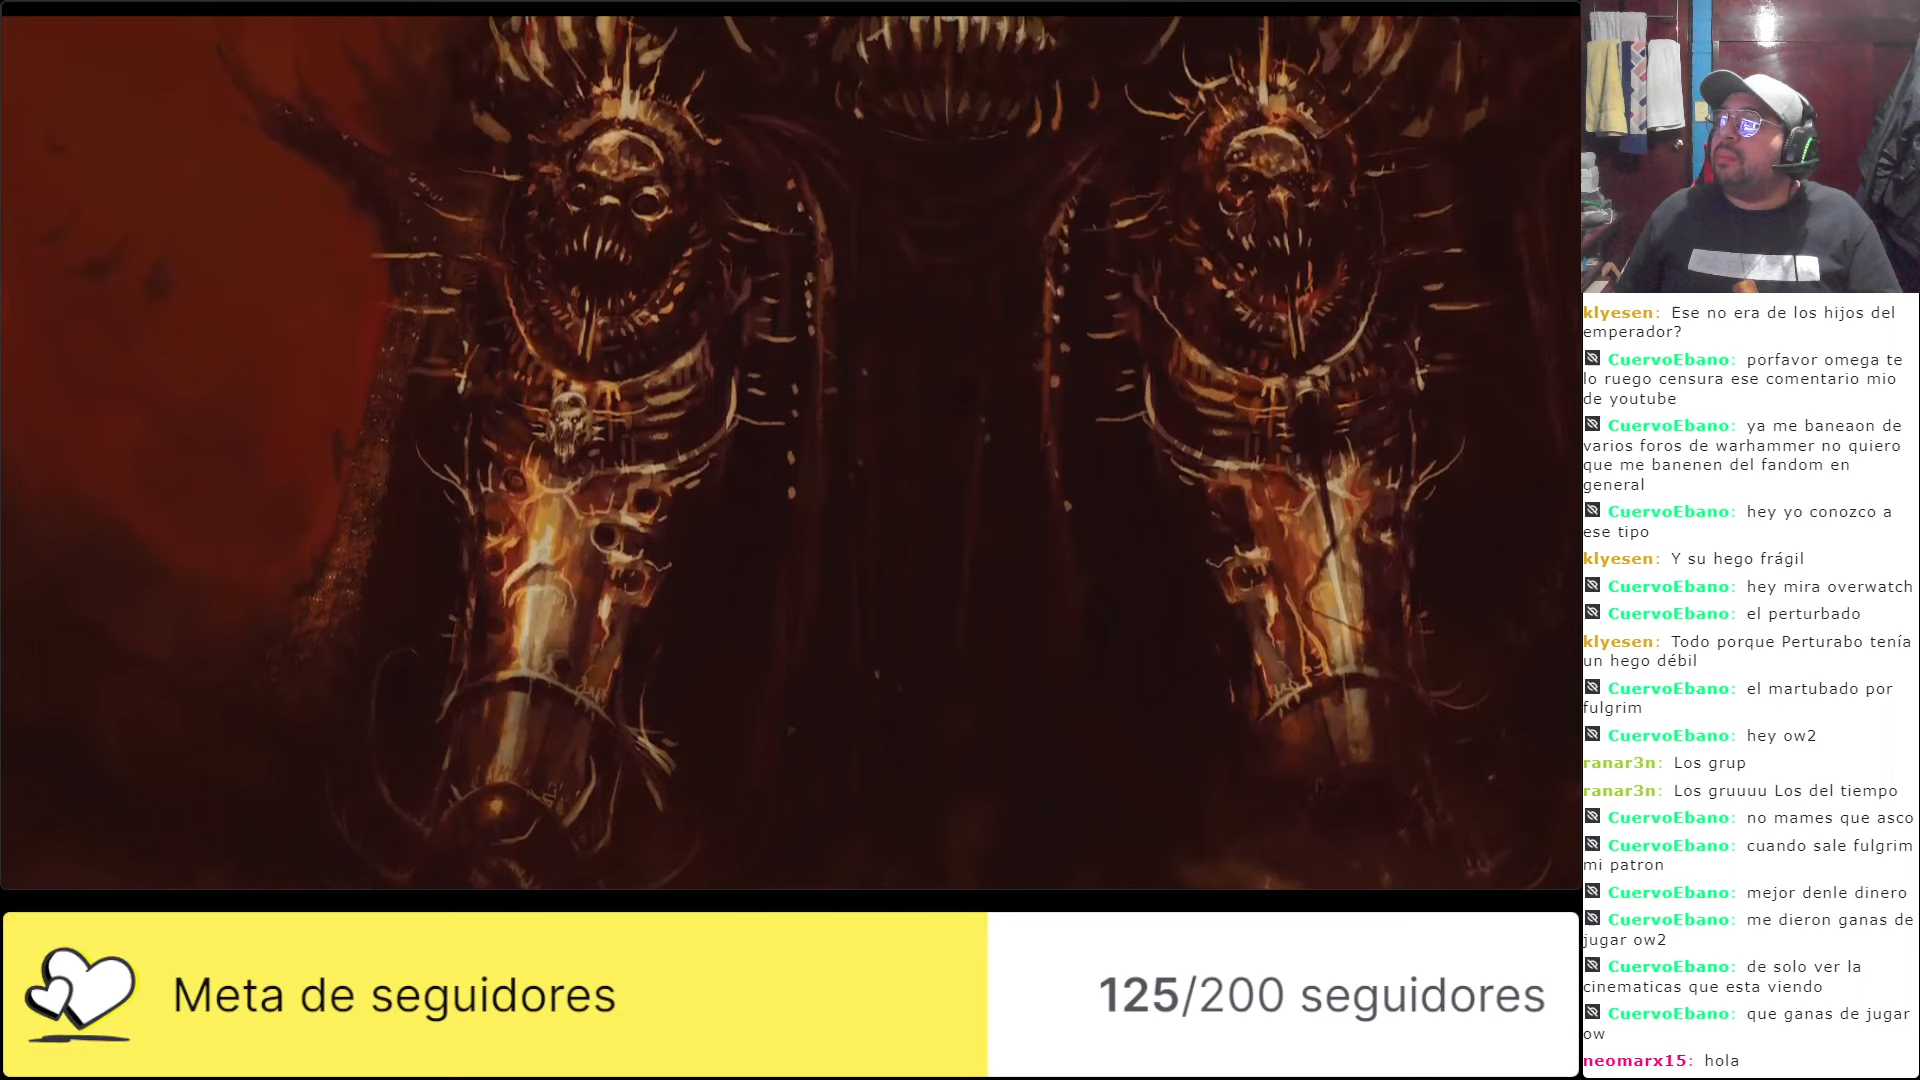 klyesen: Ese no era de los hijos del
emperador?
CuervoEbano: porfavor omega te
lo ruego censura ese comentario mio
de youtube
CuervoEbano: ya me baneaon de
varios foros de warhammer no quiero
que me banenen del fandom en
general
CuervoEbano: hey yo conozco a
ese tipo
klyesen: Y su hego frágil
CuervoEbano: hey mira overwatch
CuervoEbano: el perturbado
klyesen: Todo porque Perturabo tenía
un hego débil
CuervoEbano: el martubado por
fulgrim
CuervoEbano: hey ow2
ranar3n: Los grup
ranar3n: Los gruuuu Los del tiempo
CuervoEbano: no mames que asco
CuervoEbano: cuando sale fulgrim
mi patron
CuervoEbano: mejor denle dinero
CuervoEbano: me dieron ganas de
jugar ow2
CuervoEbano: de solo ver la
cinematicas que esta viendo
CuervoEbano: que ganas de jugar
ow
neomarx15: hola
Meta de seguidores
125/200 seguidores